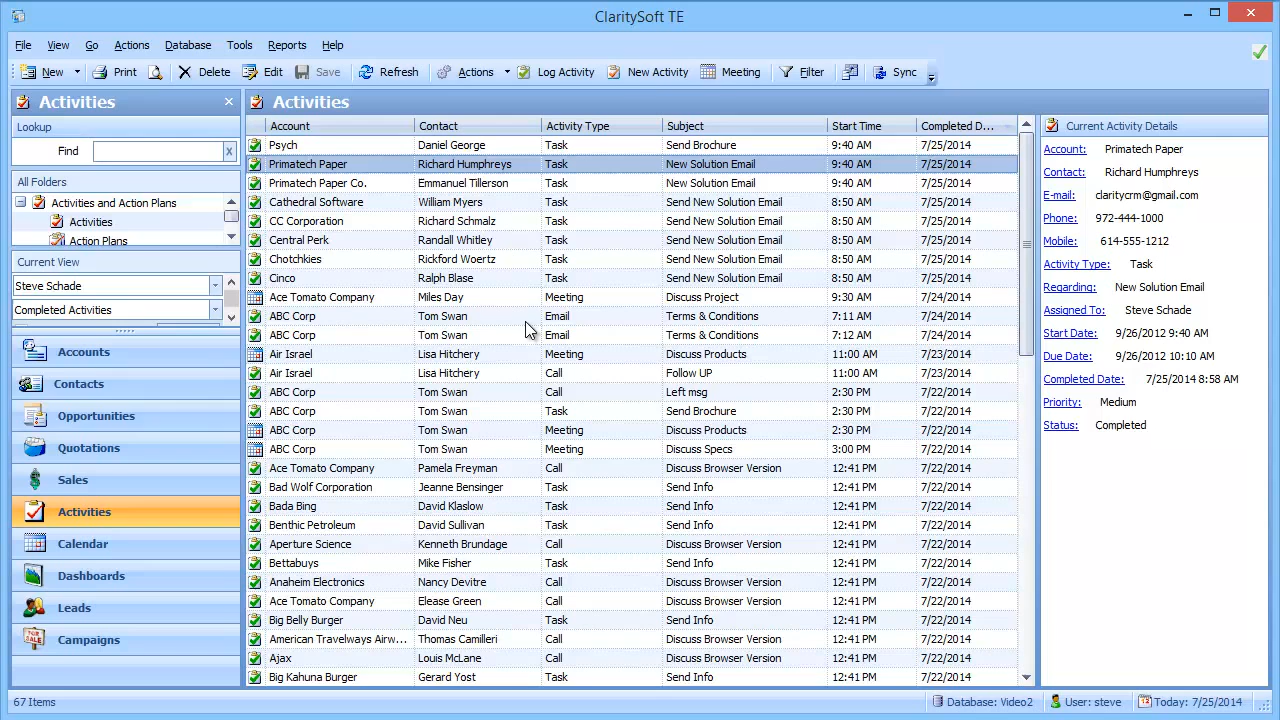 ClaritySoft TE
File View Go Actions Database Tools Reports Help
New Print Delete Edit Save Refresh Actions Log Activity New Activity Meeting Filter Sync
Activities
Lookup
Find
All Folders
Activities and Action Plans
Activities
Action Plans
Current View
Steve Schade
Completed Activities
Accounts
Contacts
Opportunities
Quotations
Sales
Activities
Calendar
Dashboards
Leads
Campaigns
Activities
Account Contact Activity Type Subject Start Time Completed D...
Psych Daniel George Task Send Brochure 9:40 AM 7/25/2014
Primatech Paper Richard Humphreys Task New Solution Email 9:40 AM 7/25/2014
Primatech Paper Co. Emmanuel Tillerson Task New Solution Email 9:40 AM 7/25/2014
Cathedral Software William Myers Task Send New Solution Email 8:50 AM 7/25/2014
CC Corporation Richard Schmalz Task Send New Solution Email 8:50 AM 7/25/2014
Central Perk Randall Whitley Task Send New Solution Email 8:50 AM 7/25/2014
Chotchkies Rickford Woertz Task Send New Solution Email 8:50 AM 7/25/2014
Cinco Ralph Blase Task Send New Solution Email 8:50 AM 7/25/2014
Ace Tomato Company Miles Day Meeting Discuss Project 9:30 AM 7/24/2014
ABC Corp Tom Swan Email Terms & Conditions 7:11 AM 7/24/2014
ABC Corp Tom Swan Email Terms & Conditions 7:12 AM 7/24/2014
Air Israel Lisa Hitchery Meeting Discuss Products 11:00 AM 7/23/2014
Air Israel Lisa Hitchery Call Follow UP 11:00 AM 7/23/2014
ABC Corp Tom Swan Call Left msg 2:30 PM 7/22/2014
ABC Corp Tom Swan Task Send Brochure 2:30 PM 7/22/2014
ABC Corp Tom Swan Meeting Discuss Products 2:30 PM 7/22/2014
ABC Corp Tom Swan Meeting Discuss Specs 3:00 PM 7/22/2014
Ace Tomato Company Pamela Freyman Call Discuss Browser Version 12:41 PM 7/22/2014
Bad Wolf Corporation Jeanne Bensinger Task Send Info 12:41 PM 7/22/2014
Bada Bing David Klaslow Task Send Info 12:41 PM 7/22/2014
Benthic Petroleum David Sullivan Task Send Info 12:41 PM 7/22/2014
Aperture Science Kenneth Brundage Call Discuss Browser Version 12:41 PM 7/22/2014
Bettabuys Mike Fisher Task Send Info 12:41 PM 7/22/2014
Anaheim Electronics Nancy Devitre Call Discuss Browser Version 12:41 PM 7/22/2014
Ace Tomato Company Elease Green Call Discuss Browser Version 12:41 PM 7/22/2014
Big Belly Burger David Neu Task Send Info 12:41 PM 7/22/2014
American Travelways Airw... Thomas Camilleri Call Discuss Browser Version 12:41 PM 7/22/2014
Ajax Louis McLane Call Discuss Browser Version 12:41 PM 7/22/2014
Big Kahuna Burger Gerard Yost Task Send Info 12:41 PM 7/22/2014
Current Activity Details
Account: Primatech Paper
Contact: Richard Humphreys
E-mail: claritycrm@gmail.com
Phone: 972-444-1000
Mobile: 614-555-1212
Activity Type: Task
Regarding: New Solution Email
Assigned To: Steve Schade
Start Date: 9/26/2012 9:40 AM
Due Date: 9/26/2012 10:10 AM
Completed Date: 7/25/2014 8:58 AM
Priority: Medium
Status: Completed
67 Items
Database: Video2
User: steve
Today: 7/25/2014